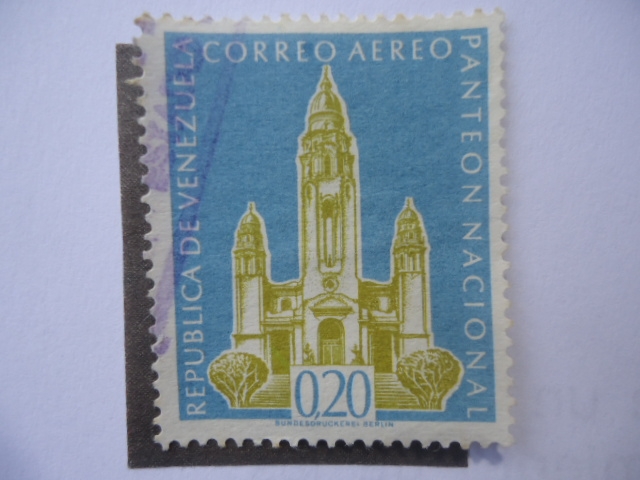 CORREO AEREO
REPUBLICA DE VENEZUELA
PANTEON NACIONAL
0,20
BUNDESDRUCKEREI BERLIN